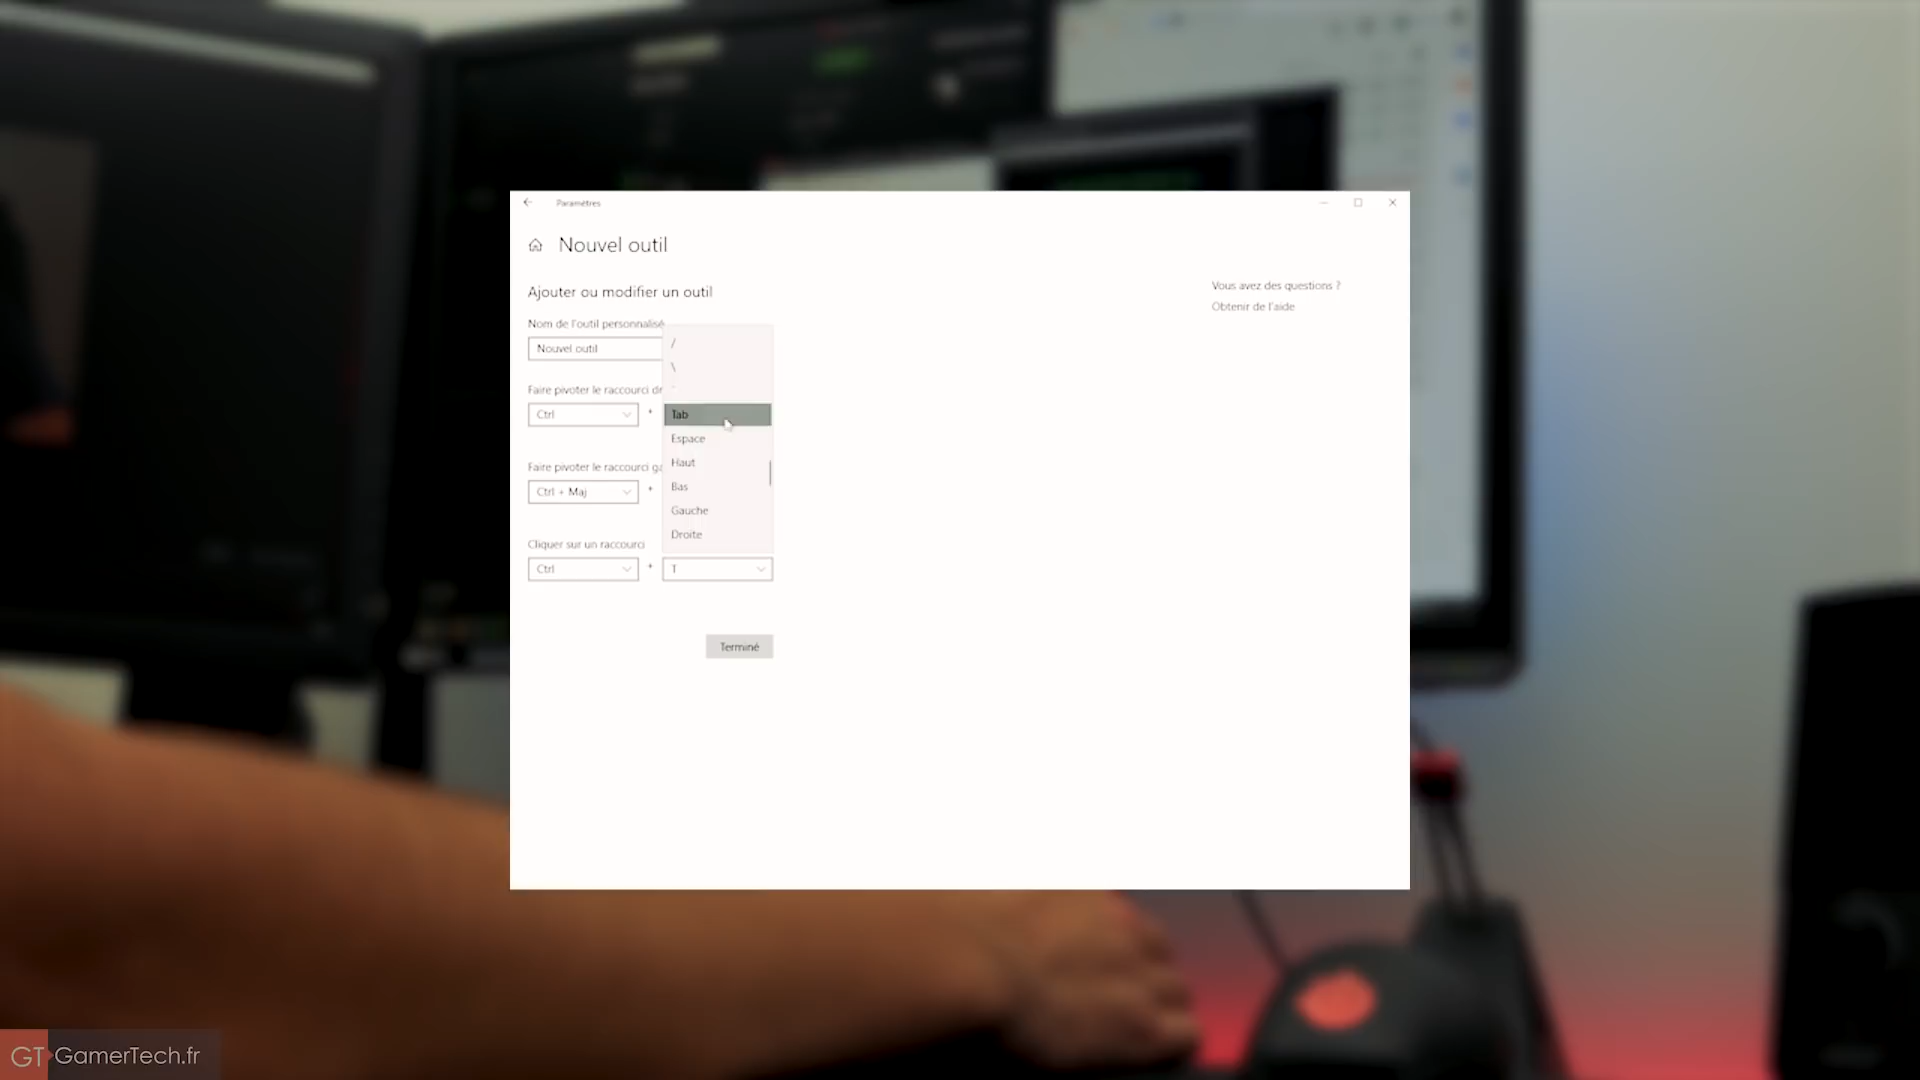 Paramètres
Nouvel outil
Ajouter ou modifier un outil
Vous avez des questions ?
Obtenir de l'aide
Nom de l'outil personnalisé
Nouvel outil
/
\
`
Faire pivoter le raccourci
Ctrl
+
Tab
Espace
Haut
Faire pivoter le raccourci
Ctrl + Maj
+
Bas
Gauche
Droite
Cliquer sur un raccourci
Ctrl
+
T
Terminé
GT GamerTech.fr